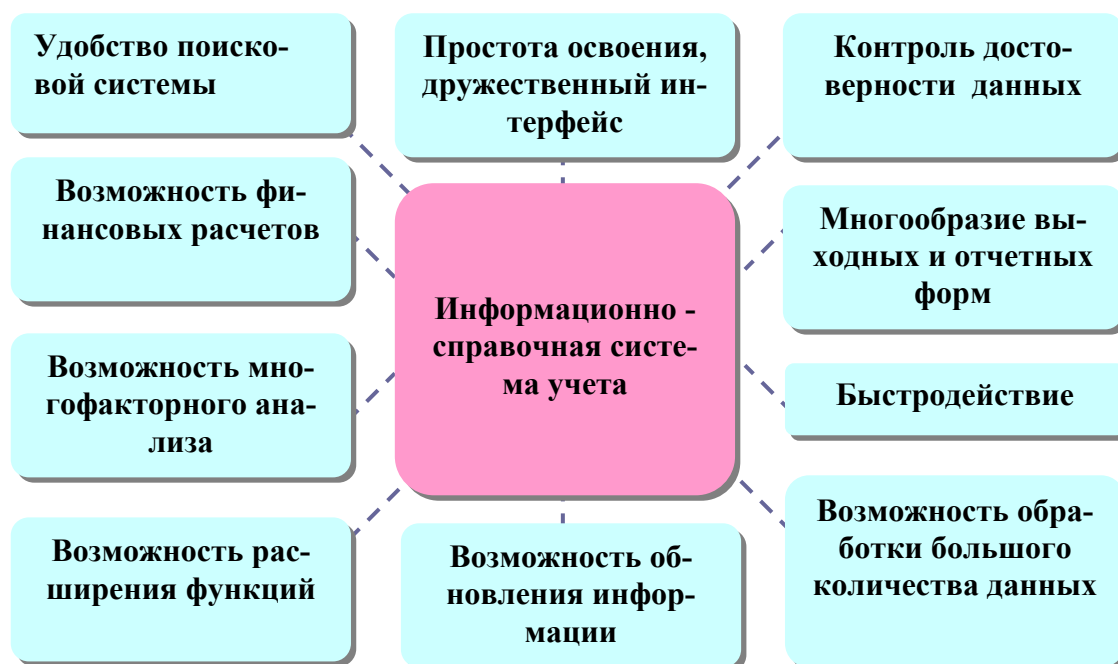 Удобство поиско-
вой системы
Простота освоения,
дружественный ин-
терфейс
Контроль досто-
верности данных
Возможность фи-
нансовых расчетов
Многообразие вы-
ходных и отчетных
форм
Информационно -
справочная систе-
ма учета
Возможность мно-
гофакторного ана-
лиза
Быстродействие
Возможность рас-
ширения функций
Возможность об-
новления инфор-
мации
Возможность обра-
ботки большого
количества данных